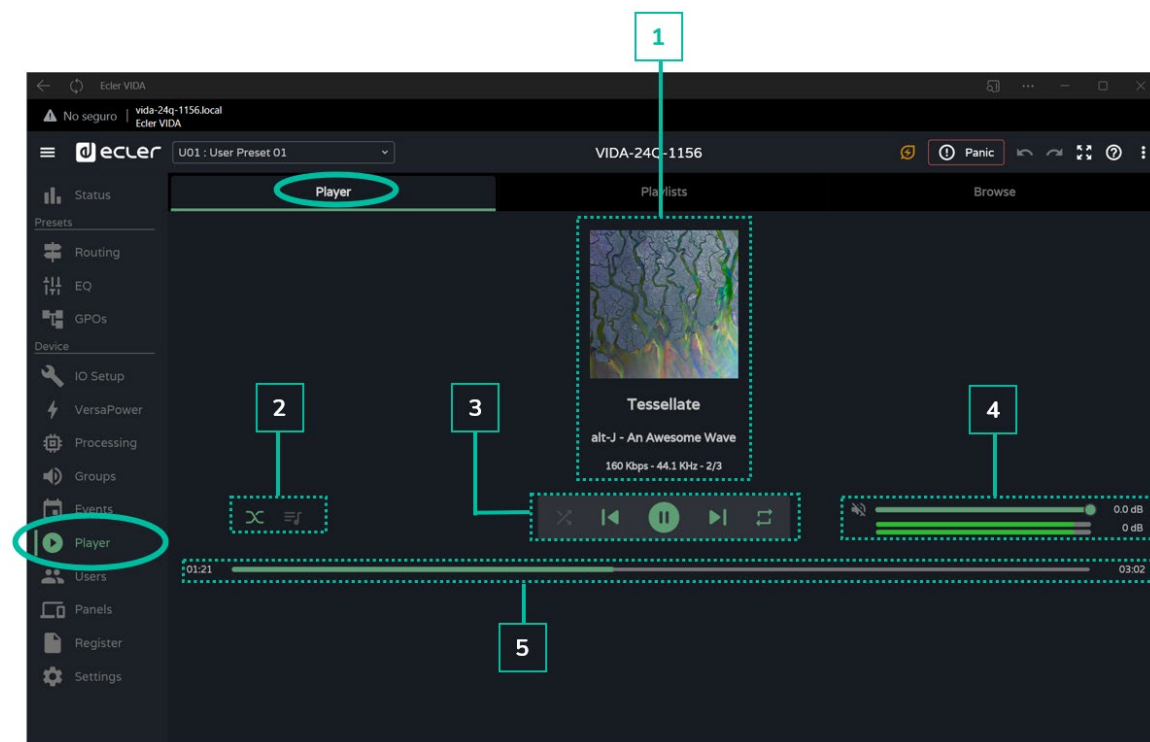 1
Ecler VIDA
No seguro | vida-24q-1156.local
Ecler VIDA
ecler
U01 : User Preset 01
VIDA-24Q-1156
Panic
Status
Player
Playlists
Browse
Presets
Routing
EQ
GPOs
Device
IO Setup
VersaPower
Processing
Groups
Events
Player
Users
Panels
Register
Settings
Tessellate
alt-J - An Awesome Wave
160 Kbps - 44.1 KHz - 2/3
2
3
4
0.0 dB
0 dB
01:21
03:02
5